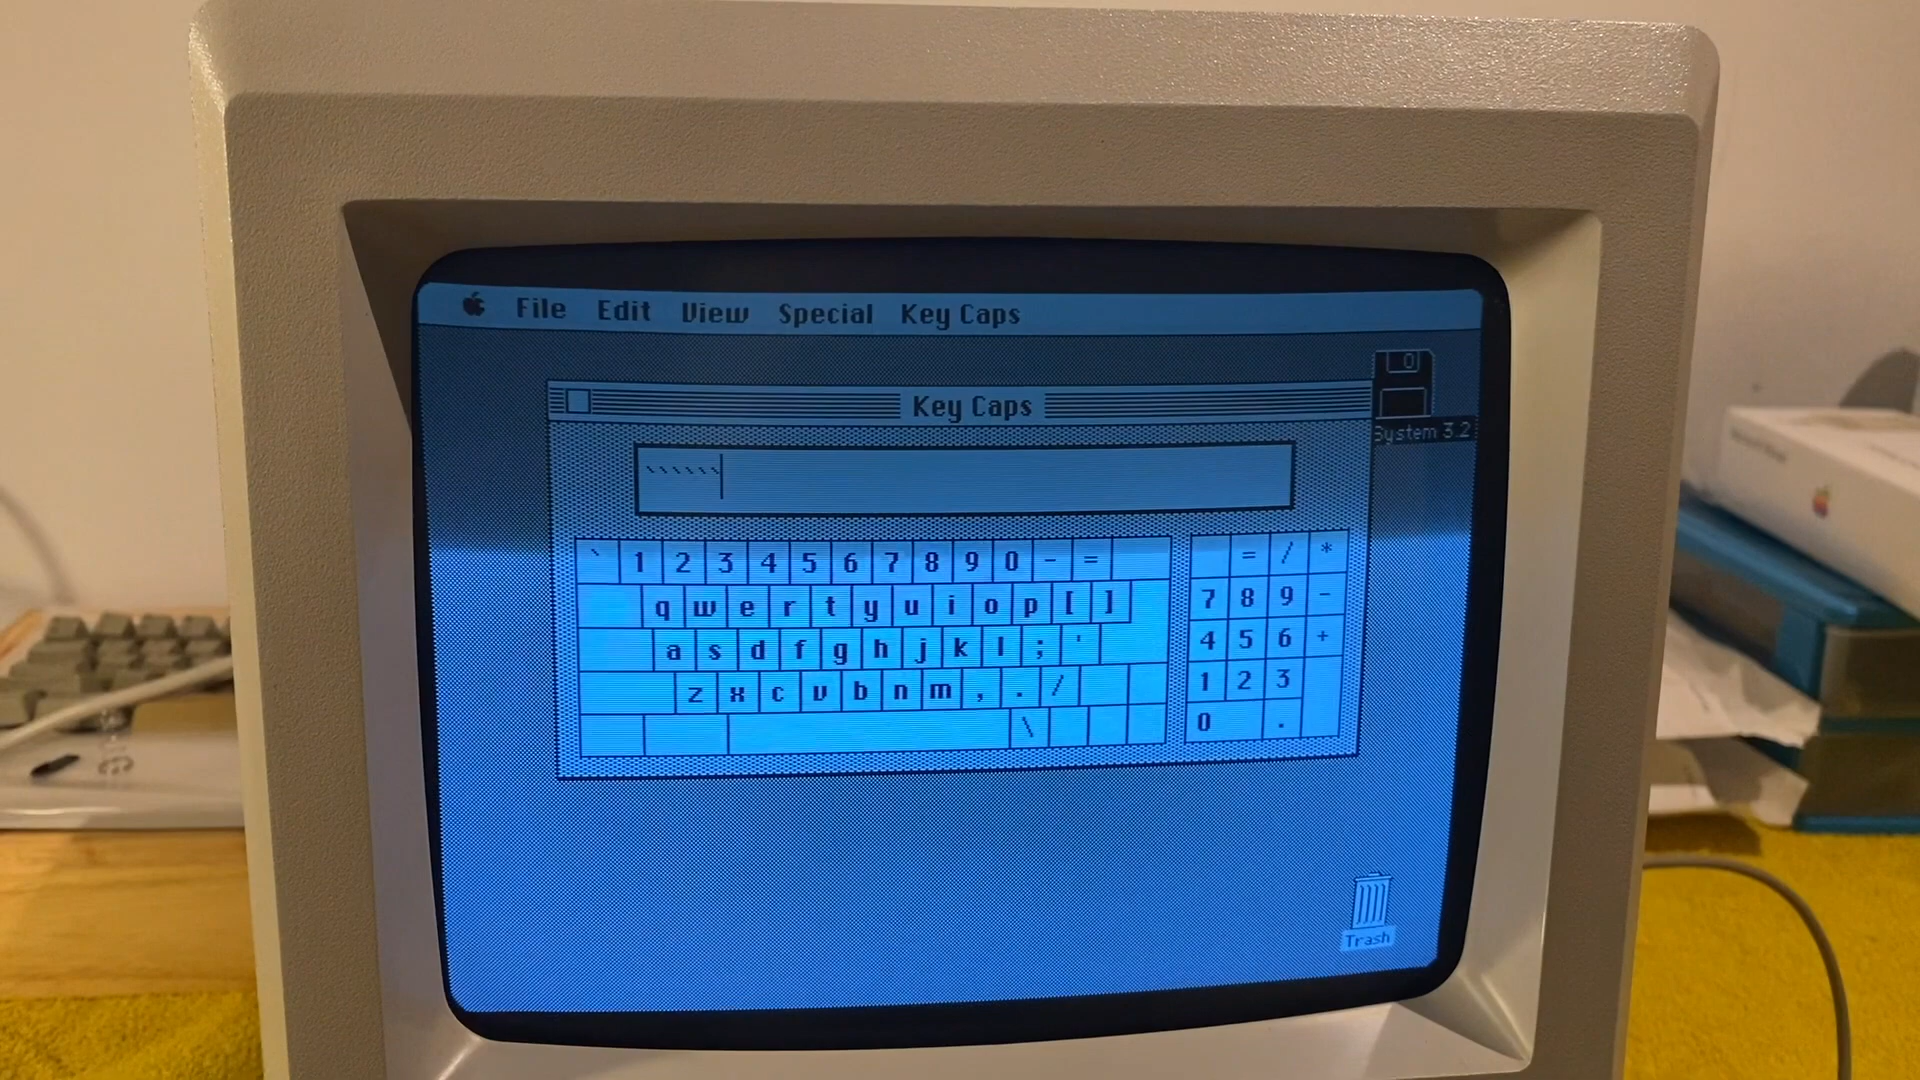 File Edit View Special Key Caps
0
System 3.2
Key Caps
``````
` 1 2 3 4 5 6 7 8 9 0 - =
q w e r t y u i o p [ ]
a s d f g h j k l ; '
z x c v b n m , . /
\
= / *
7 8 9 -
4 5 6 +
1 2 3
0 .
Trash